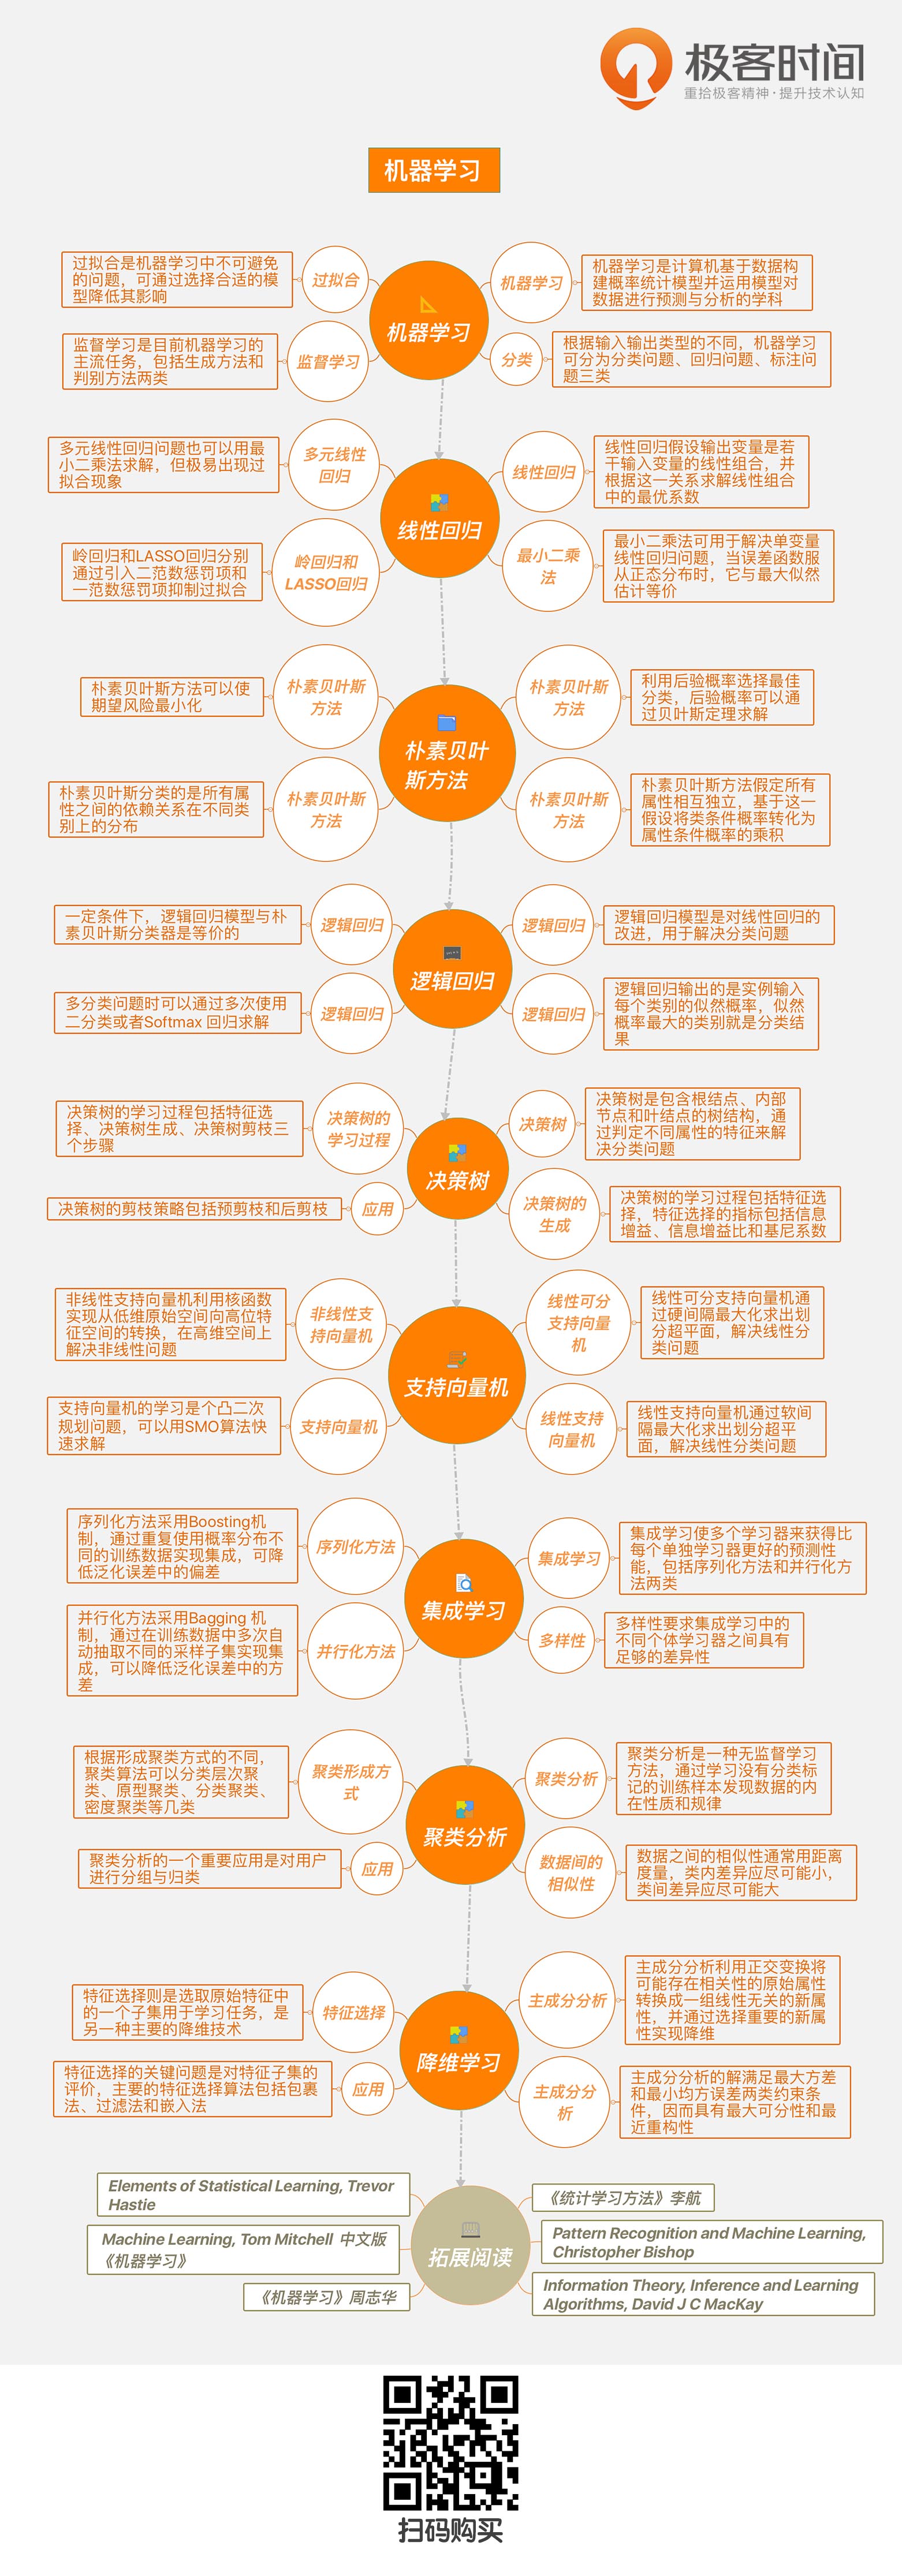 极客时间
重拾极客精神·提升技术认知
机器学习
过拟合是机器学习中不可避免
的问题，可通过选择合适的模
型降低其影响
过拟合
监督学习是目前机器学习的
主流任务，包括生成方法和
判别方法两类
监督学习
机器学习
机器学习
机器学习是计算机基于数据构
建概率统计模型并运用模型对
数据进行预测与分析的学科
分类
根据输入输出类型的不同，机器学习
可分为分类问题、回归问题、标注问
题三类
多元线性回归问题也可以用最
小二乘法求解，但极易出现过
拟合现象
多元线性
回归
岭回归和LASSO回归分别
通过引入二范数惩罚项和
一范数惩罚项抑制过拟合
岭回归和
LASSO回归
线性回归
线性回归
线性回归假设输出变量是若
干输入变量的线性组合，并
根据这一关系求解线性组合
中的最优系数
最小二乘
法
最小二乘法可用于解决单变量
线性回归问题，当误差函数服
从正态分布时，它与最大似然
估计等价
朴素贝叶斯方法可以使
期望风险最小化
朴素贝叶斯
方法
朴素贝叶斯分类的是所有属
性之间的依赖关系在不同类
别上的分布
朴素贝叶斯
方法
朴素贝叶
斯方法
朴素贝叶斯
方法
利用后验概率选择最佳
分类，后验概率可以通
过贝叶斯定理求解
朴素贝叶斯
方法
朴素贝叶斯方法假定所有
属性相互独立，基于这一
假设将类条件概率转化为
属性条件概率的乘积
一定条件下，逻辑回归模型与朴
素贝叶斯分类器是等价的
逻辑回归
多分类问题时可以通过多次使用
二分类或者Softmax 回归求解
逻辑回归
逻辑回归
逻辑回归
逻辑回归模型是对线性回归的
改进，用于解决分类问题
逻辑回归
逻辑回归输出的是实例输入
每个类别的似然概率，似然
概率最大的类别就是分类结
果
决策树的学习过程包括特征选
择、决策树生成、决策树剪枝三
个步骤
决策树的
学习过程
决策树的剪枝策略包括预剪枝和后剪枝
应用
决策树
决策树
决策树是包含根结点、内部
节点和叶结点的树结构，通
过判定不同属性的特征来解
决分类问题
决策树的
生成
决策树的学习过程包括特征选
择，特征选择的指标包括信息
增益、信息增益比和基尼系数
非线性支持向量机利用核函数
实现从低维原始空间向高位特
征空间的转换，在高维空间上
解决非线性问题
非线性支
持向量机
支持向量机的学习是个凸二次
规划问题，可以用SMO算法快
速求解
支持向量机
支持向量机
线性可分
支持向量
机
线性可分支持向量机通
过硬间隔最大化求出划
分超平面，解决线性分
类问题
线性支持
向量机
线性支持向量机通过软间
隔最大化求出划分超平
面，解决线性分类问题
序列化方法采用Boosting机
制，通过重复使用概率分布不
同的训练数据实现集成，可降
低泛化误差中的偏差
序列化方法
并行化方法采用Bagging 机
制，通过在训练数据中多次自
动抽取不同的采样子集实现集
成，可以降低泛化误差中的方
差
并行化方法
集成学习
集成学习
集成学习使多个学习器来获得比
每个单独学习器更好的预测性
能，包括序列化方法和并行化方
法两类
多样性
多样性要求集成学习中的
不同个体学习器之间具有
足够的差异性
根据形成聚类方式的不同，
聚类算法可以分类层次聚
类、原型聚类、分类聚类、
密度聚类等几类
聚类形成方
式
聚类分析的一个重要应用是对用户
进行分组与归类
应用
聚类分析
聚类分析
聚类分析是一种无监督学习
方法，通过学习没有分类标
记的训练样本发现数据的内
在性质和规律
数据间的
相似性
数据之间的相似性通常用距离
度量，类内差异应尽可能小，
类间差异应尽可能大
特征选择则是选取原始特征中
的一个子集用于学习任务，是
另一种主要的降维技术
特征选择
特征选择的关键问题是对特征子集的
评价，主要的特征选择算法包括包裹
法、过滤法和嵌入法
应用
降维学习
主成分分析
主成分分析利用正交变换将
可能存在相关性的原始属性
转换成一组线性无关的新属
性，并通过选择重要的新属
性实现降维
主成分分
析
主成分分析的解满足最大方差
和最小均方误差两类约束条
件，因而具有最大可分性和最
近重构性
Elements of Statistical Learning, Trevor
Hastie
Machine Learning, Tom Mitchell 中文版
《机器学习》
《机器学习》周志华
拓展阅读
《统计学习方法》李航
Pattern Recognition and Machine Learning,
Christopher Bishop
Information Theory, Inference and Learning
Algorithms, David J C MacKay
扫码购买